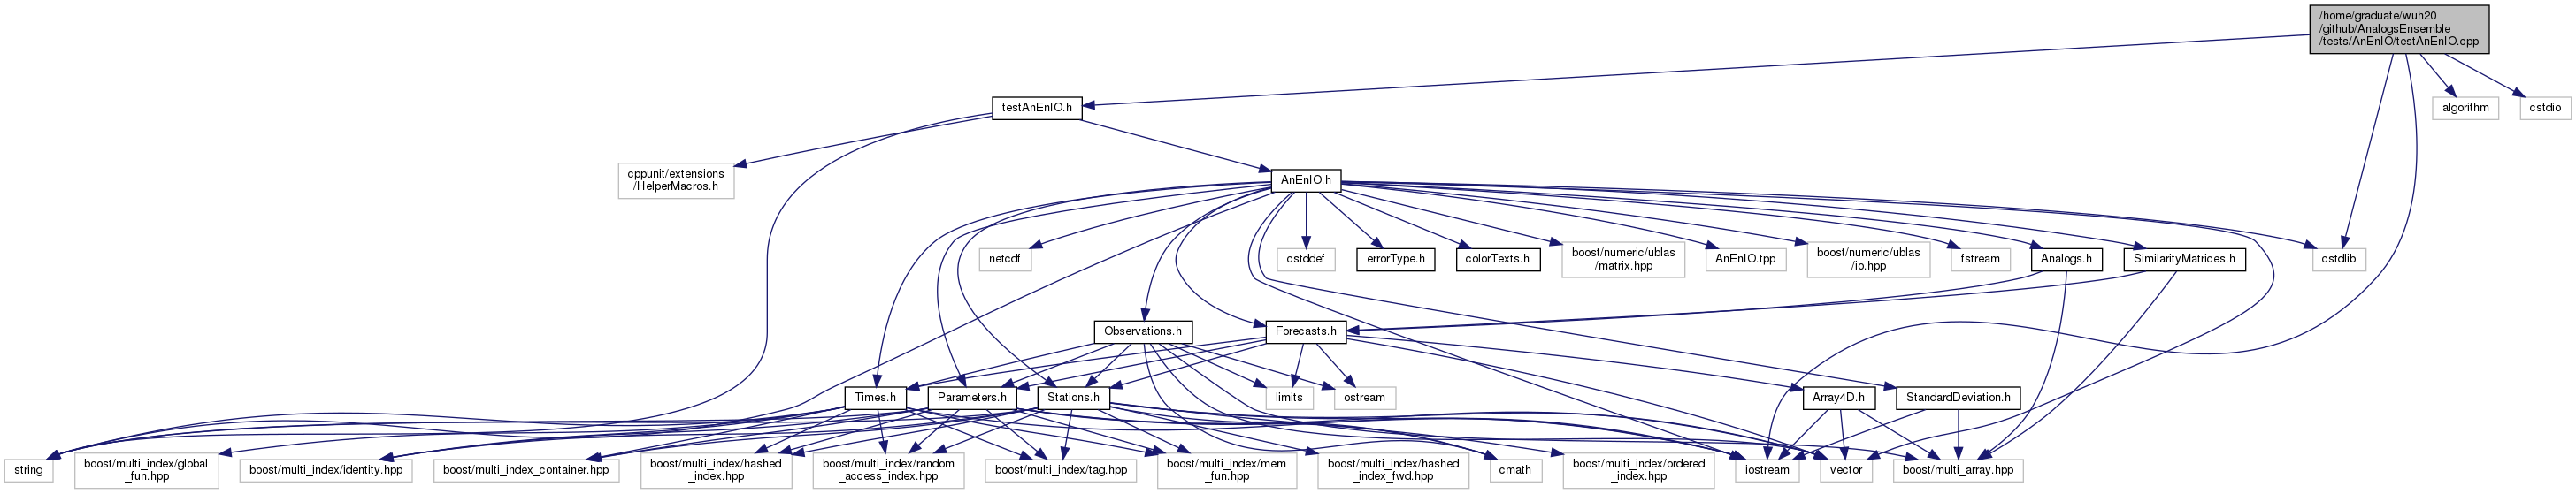 /home/graduate/wuh20
/github/AnalogsEnsemble
/tests/AnEnIO/testAnEnIO.cpp
testAnEnIO.h
algorithm
cstdio
cppunit/extensions
/HelperMacros.h
AnEnIO.h
netcdf
cstddef
errorType.h
colorTexts.h
boost/numeric/ublas
/matrix.hpp
AnEnIO.tpp
boost/numeric/ublas
/io.hpp
fstream
Analogs.h
SimilarityMatrices.h
cstdlib
Observations.h
Forecasts.h
Times.h
Parameters.h
Stations.h
limits
ostream
Array4D.h
StandardDeviation.h
string
boost/multi_index/global
_fun.hpp
boost/multi_index/identity.hpp
boost/multi_index_container.hpp
boost/multi_index/hashed
_index.hpp
boost/multi_index/random
_access_index.hpp
boost/multi_index/tag.hpp
boost/multi_index/mem
_fun.hpp
boost/multi_index/hashed
_index_fwd.hpp
cmath
boost/multi_index/ordered
_index.hpp
iostream
vector
boost/multi_array.hpp